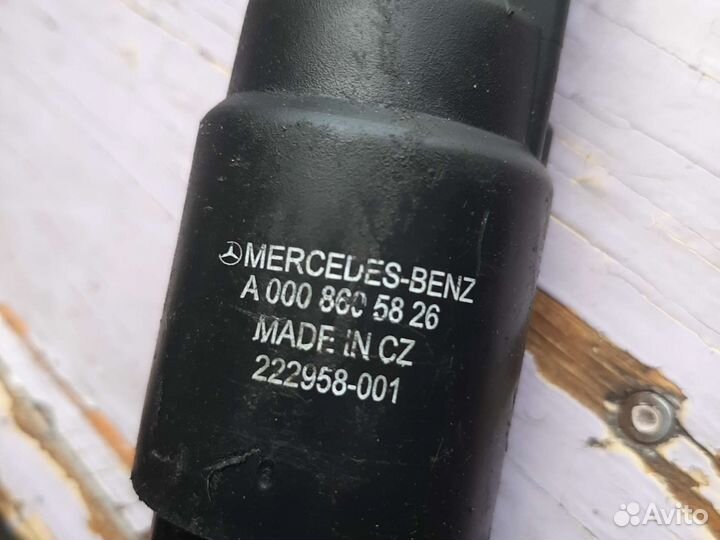 MERCEDES-BENZ
A 000 860 58 26
MADE IN CZ
222958-001
Avito